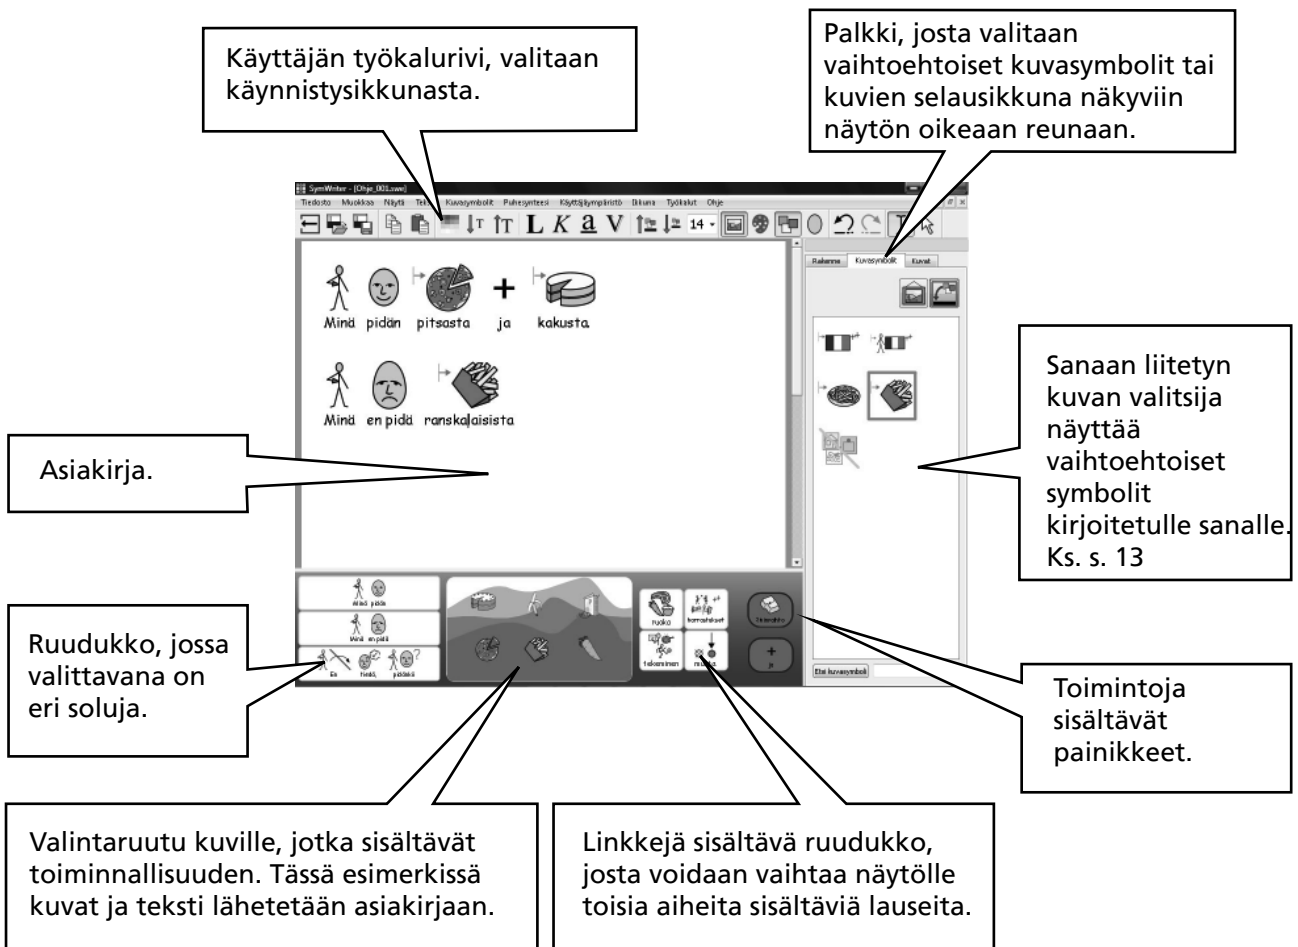 Käyttäjän työkalurivi, valitaan
käynnistysikkunasta.
Palkki, josta valitaan
vaihtoehtoiset kuvasymbolit tai
kuvien selausikkuna näkyviin
näytön oikeaan reunaan.
SymWriter - [Ohje_001.swe]
Tiedosto Muokkaa Näytä Kuvasymbolit Puhesynteesi Käyttäjäympäristö Ikkuna Työkalut Ohje
L K a V 14
Rakenne Kuvasymbolit Kuvat
Minä pidän pitsasta ja kakusta.
Minä en pidä ranskalaisista
Sanaan liitetyn
kuvan valitsija
näyttää
vaihtoehtoiset
symbolit
kirjoitetulle sanalle.
Ks. s. 13
Asiakirja.
Minä pidän
Minä en pidä
En tiedä, pidänkö
ruoka harrastukset
tekeminen
ja
Etsi kuvasymboli
Ruudukko, jossa
valittavana on
eri soluja.
Toimintoja
sisältävät
painikkeet.
Valintaruutu kuville, jotka sisältävät
toiminnallisuuden. Tässä esimerkissä
kuvat ja teksti lähetetään asiakirjaan.
Linkkejä sisältävä ruudukko,
josta voidaan vaihtaa näytölle
toisia aiheita sisältäviä lauseita.